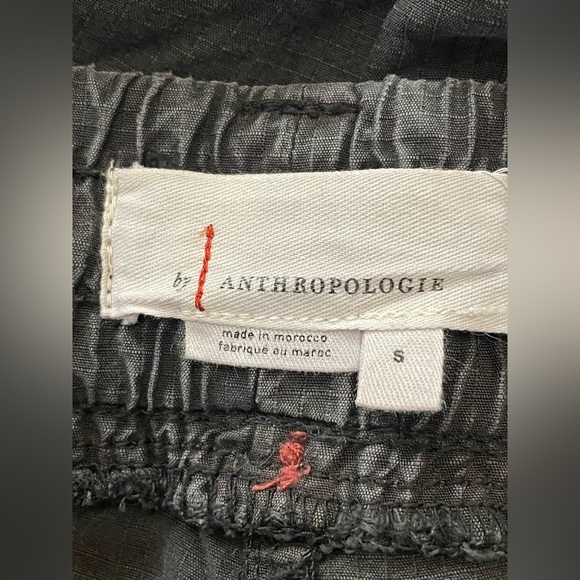 by ANTHROPOLOGIE
made in morocco
fabriqué au maroc
S